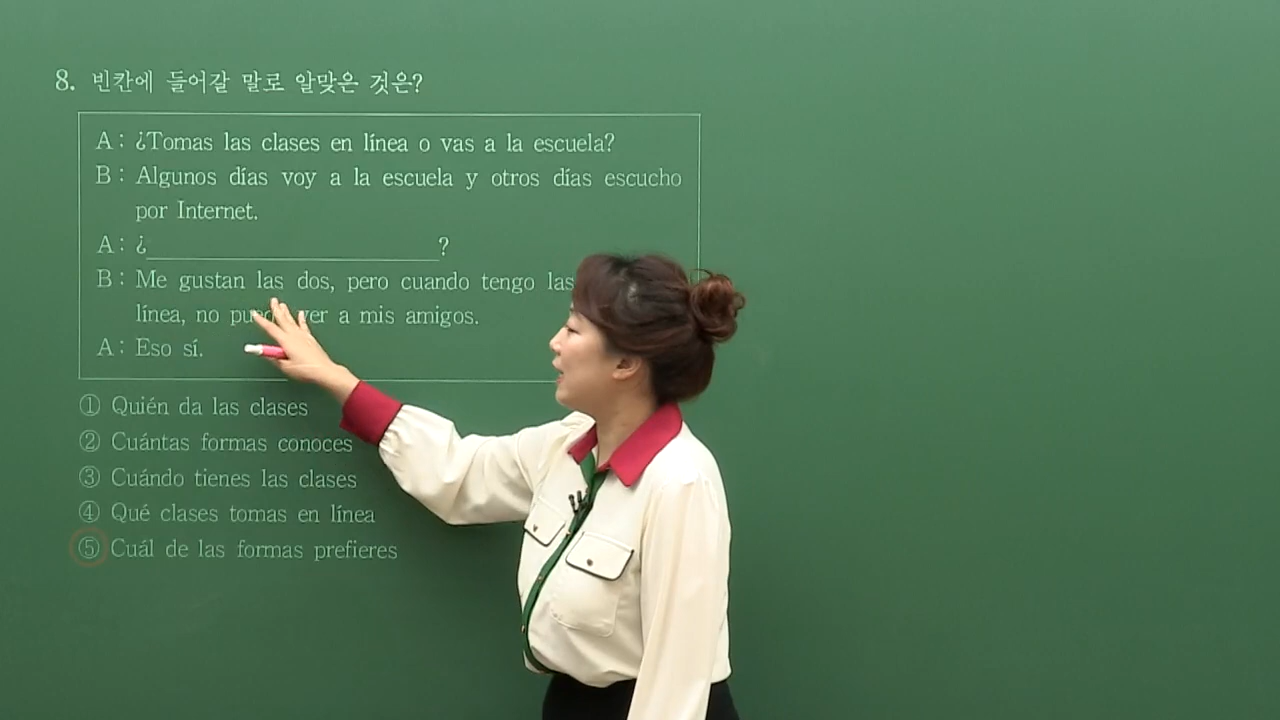 8. 빈칸에 들어갈 말로 알맞은 것은?
A : ¿Tomas las clases en línea o vas a la escuela?
B : Algunos días voy a la escuela y otros días escucho
por Internet.
A : ¿ ?
B : Me gustan las dos, pero cuando tengo las
línea, no ver a mis amigos.
A : Eso sí.
① Quién da las clases
② Cuántas formas conoces
③ Cuándo tienes las clases
④ Qué clases tomas en línea
⑤ Cuál de las formas prefieres